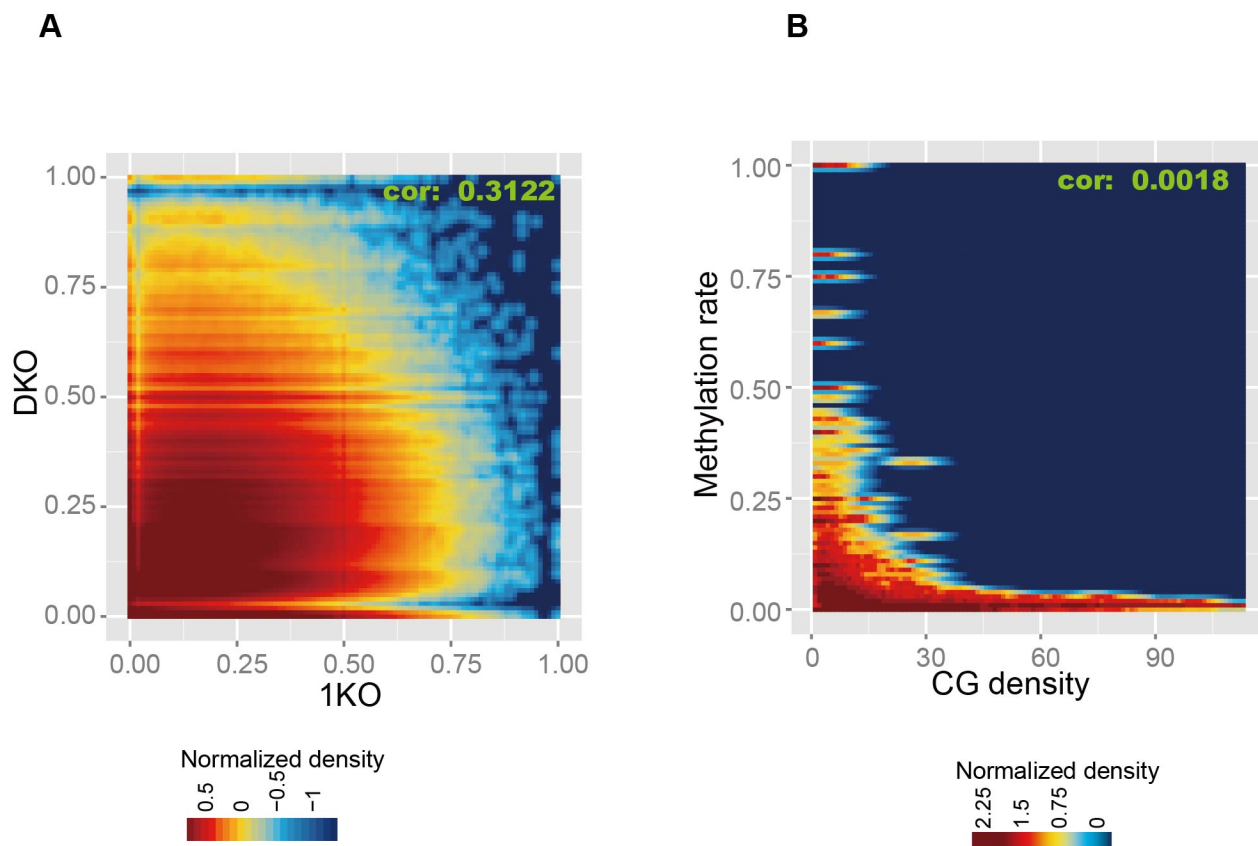 A
B
cor: 0.3122
1.00
0.75
0.50
0.25
0.00
DKO
0.00 0.25 0.50 0.75 1.00
1KO
Normalized density
0.5 0 −0.5 −1
cor: 0.0018
1.00
0.75
0.50
0.25
0.00
Methylation rate
0 30 60 90
CG density
Normalized density
2.25 1.5 0.75 0